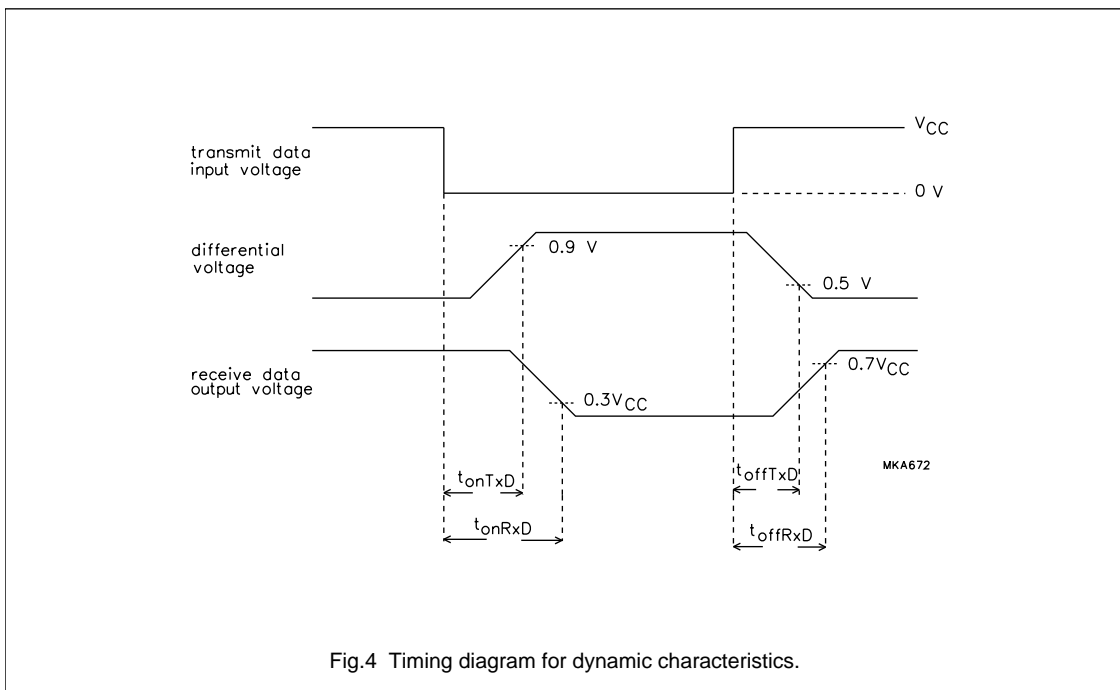 V_CC
transmit data
input voltage
0 V
differential
voltage
0.9 V
0.5 V
receive data
output voltage
0.7V_CC
0.3V_CC
MKA672
t_onTxD
t_offTxD
t_onRxD
t_offRxD
Fig.4 Timing diagram for dynamic characteristics.